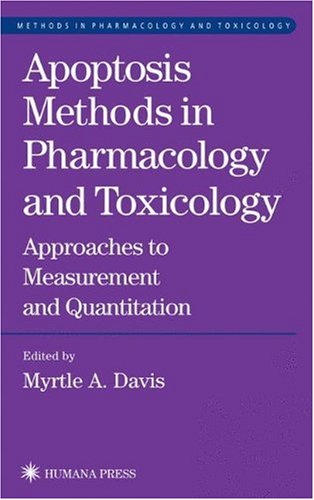 METHODS IN PHARMACOLOGY AND TOXICOLOGY
Apoptosis
Methods in
Pharmacology
and Toxicology
Approaches to
Measurement
and Quantitation
Edited by
Myrtle A. Davis
HUMANA PRESS